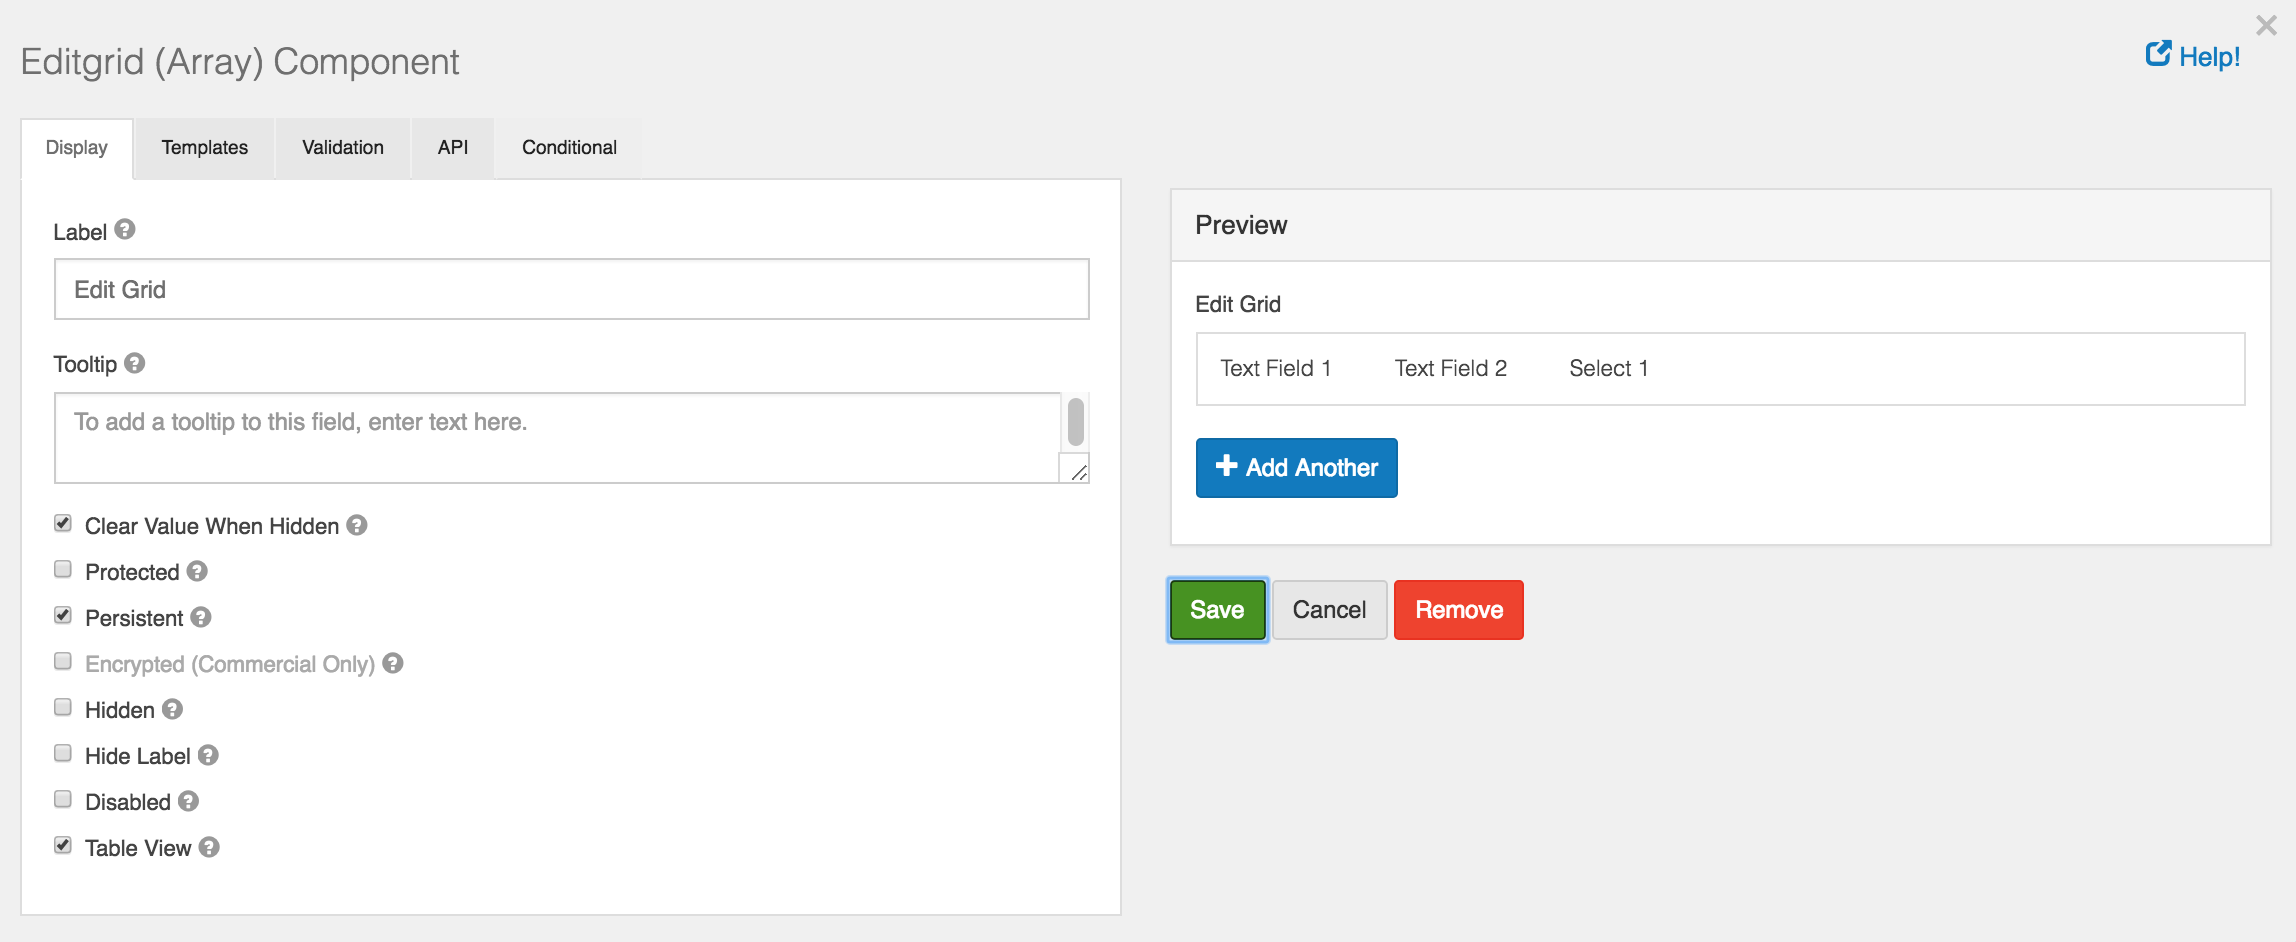 Editgrid (Array) Component
Help!
Display
Templates
Validation
API
Conditional
Label
Edit Grid
Tooltip
To add a tooltip to this field, enter text here.
Clear Value When Hidden
Protected
Persistent
Encrypted (Commercial Only)
Hidden
Hide Label
Disabled
Table View
Preview
Edit Grid
Text Field 1
Text Field 2
Select 1
Add Another
Save
Cancel
Remove